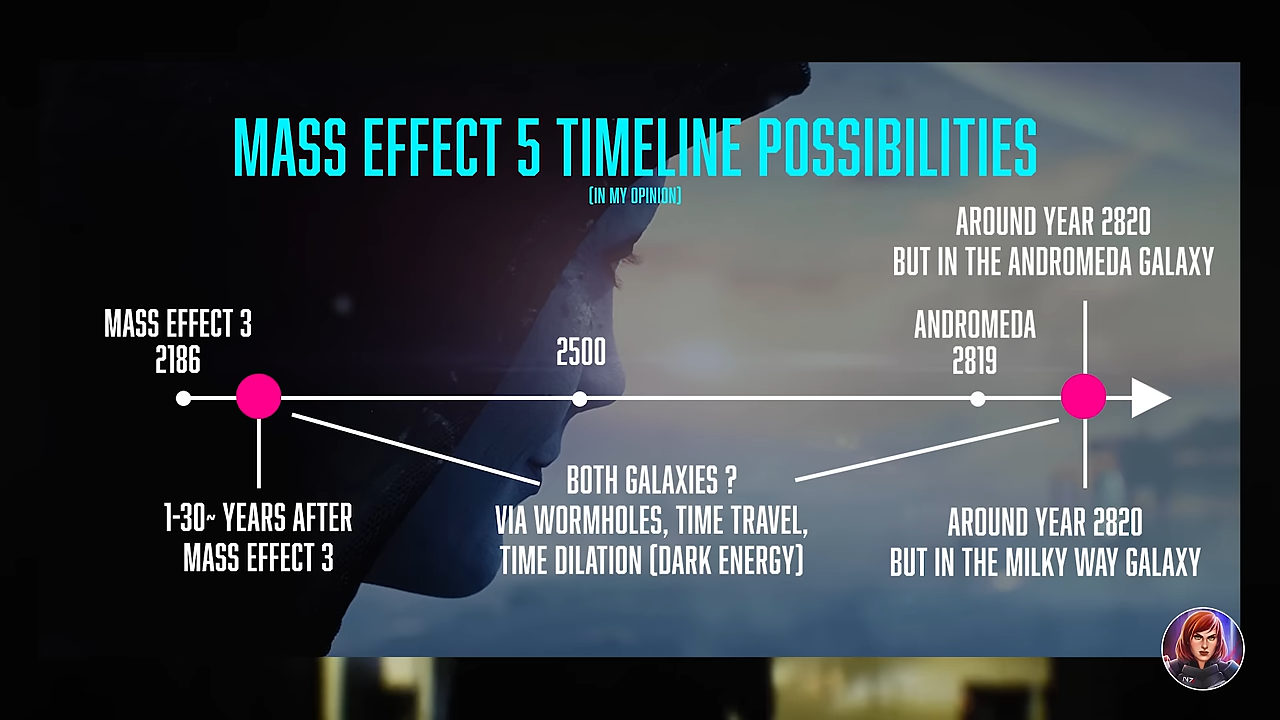 MASS EFFECT 5 TIMELINE POSSIBILITIES
(IN MY OPINION)
AROUND YEAR 2820
BUT IN THE ANDROMEDA GALAXY
MASS EFFECT 3
2186
2500
ANDROMEDA
2819
1-30~ YEARS AFTER
MASS EFFECT 3
BOTH GALAXIES ?
VIA WORMHOLES, TIME TRAVEL,
TIME DILATION (DARK ENERGY)
AROUND YEAR 2820
BUT IN THE MILKY WAY GALAXY
N7